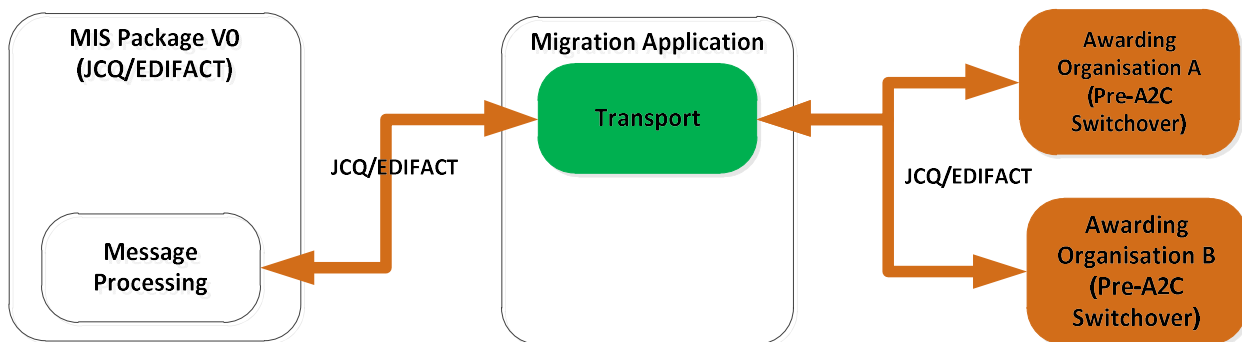 MIS Package V0
(JCQ/EDIFACT)
Message
Processing
JCQ/EDIFACT
Migration Application
Transport
JCQ/EDIFACT
Awarding
Organisation A
(Pre-A2C
Switchover)
Awarding
Organisation B
(Pre-A2C
Switchover)